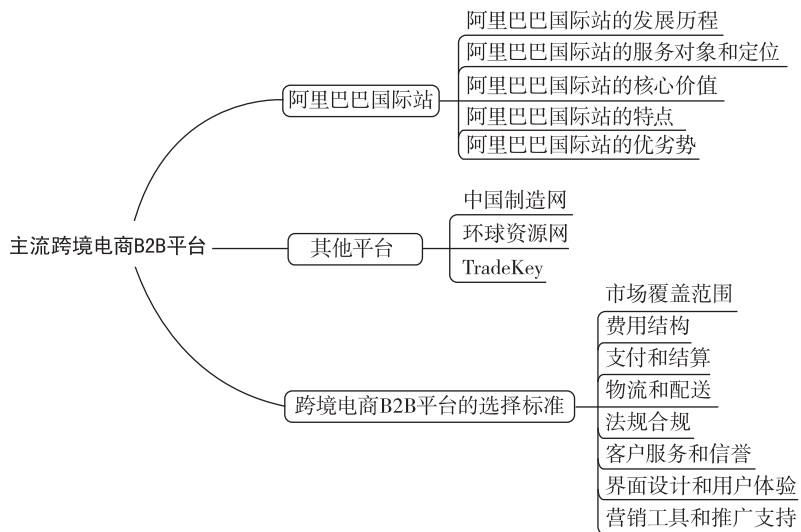 主流跨境电商B2B平台
阿里巴巴国际站
阿里巴巴国际站的发展历程
阿里巴巴国际站的服务对象和定位
阿里巴巴国际站的核心价值
阿里巴巴国际站的特点
阿里巴巴国际站的优劣势
其他平台
中国制造网
环球资源网
TradeKey
跨境电商B2B平台的选择标准
市场覆盖范围
费用结构
支付和结算
物流和配送
法规合规
客户服务和信誉
界面设计和用户体验
营销工具和推广支持